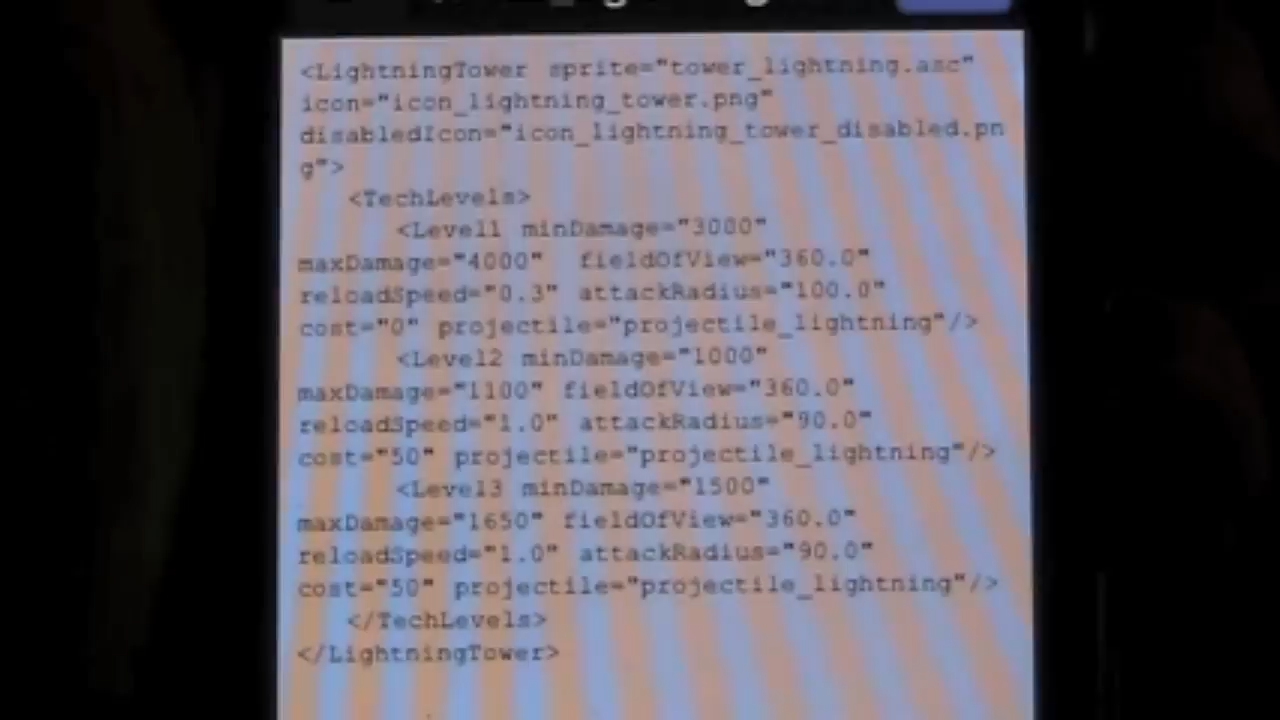 <LightningTower sprite="tower_lightning.asc"
icon="icon_lightning_tower.png"
disabledIcon="icon_lightning_tower_disabled.pn
g">
<TechLevels>
<Level1 minDamage="3000"
maxDamage="4000" fieldOfView="360.0"
reloadSpeed="0.3" attackRadius="100.0"
cost="0" projectile="projectile_lightning"/>
<Level2 minDamage="1000"
maxDamage="1100" fieldOfView="360.0"
reloadSpeed="1.0" attackRadius="90.0"
cost="50" projectile="projectile_lightning"/>
<Level3 minDamage="1500"
maxDamage="1650" fieldOfView="360.0"
reloadSpeed="1.0" attackRadius="90.0"
cost="50" projectile="projectile_lightning"/>
</TechLevels>
</LightningTower>